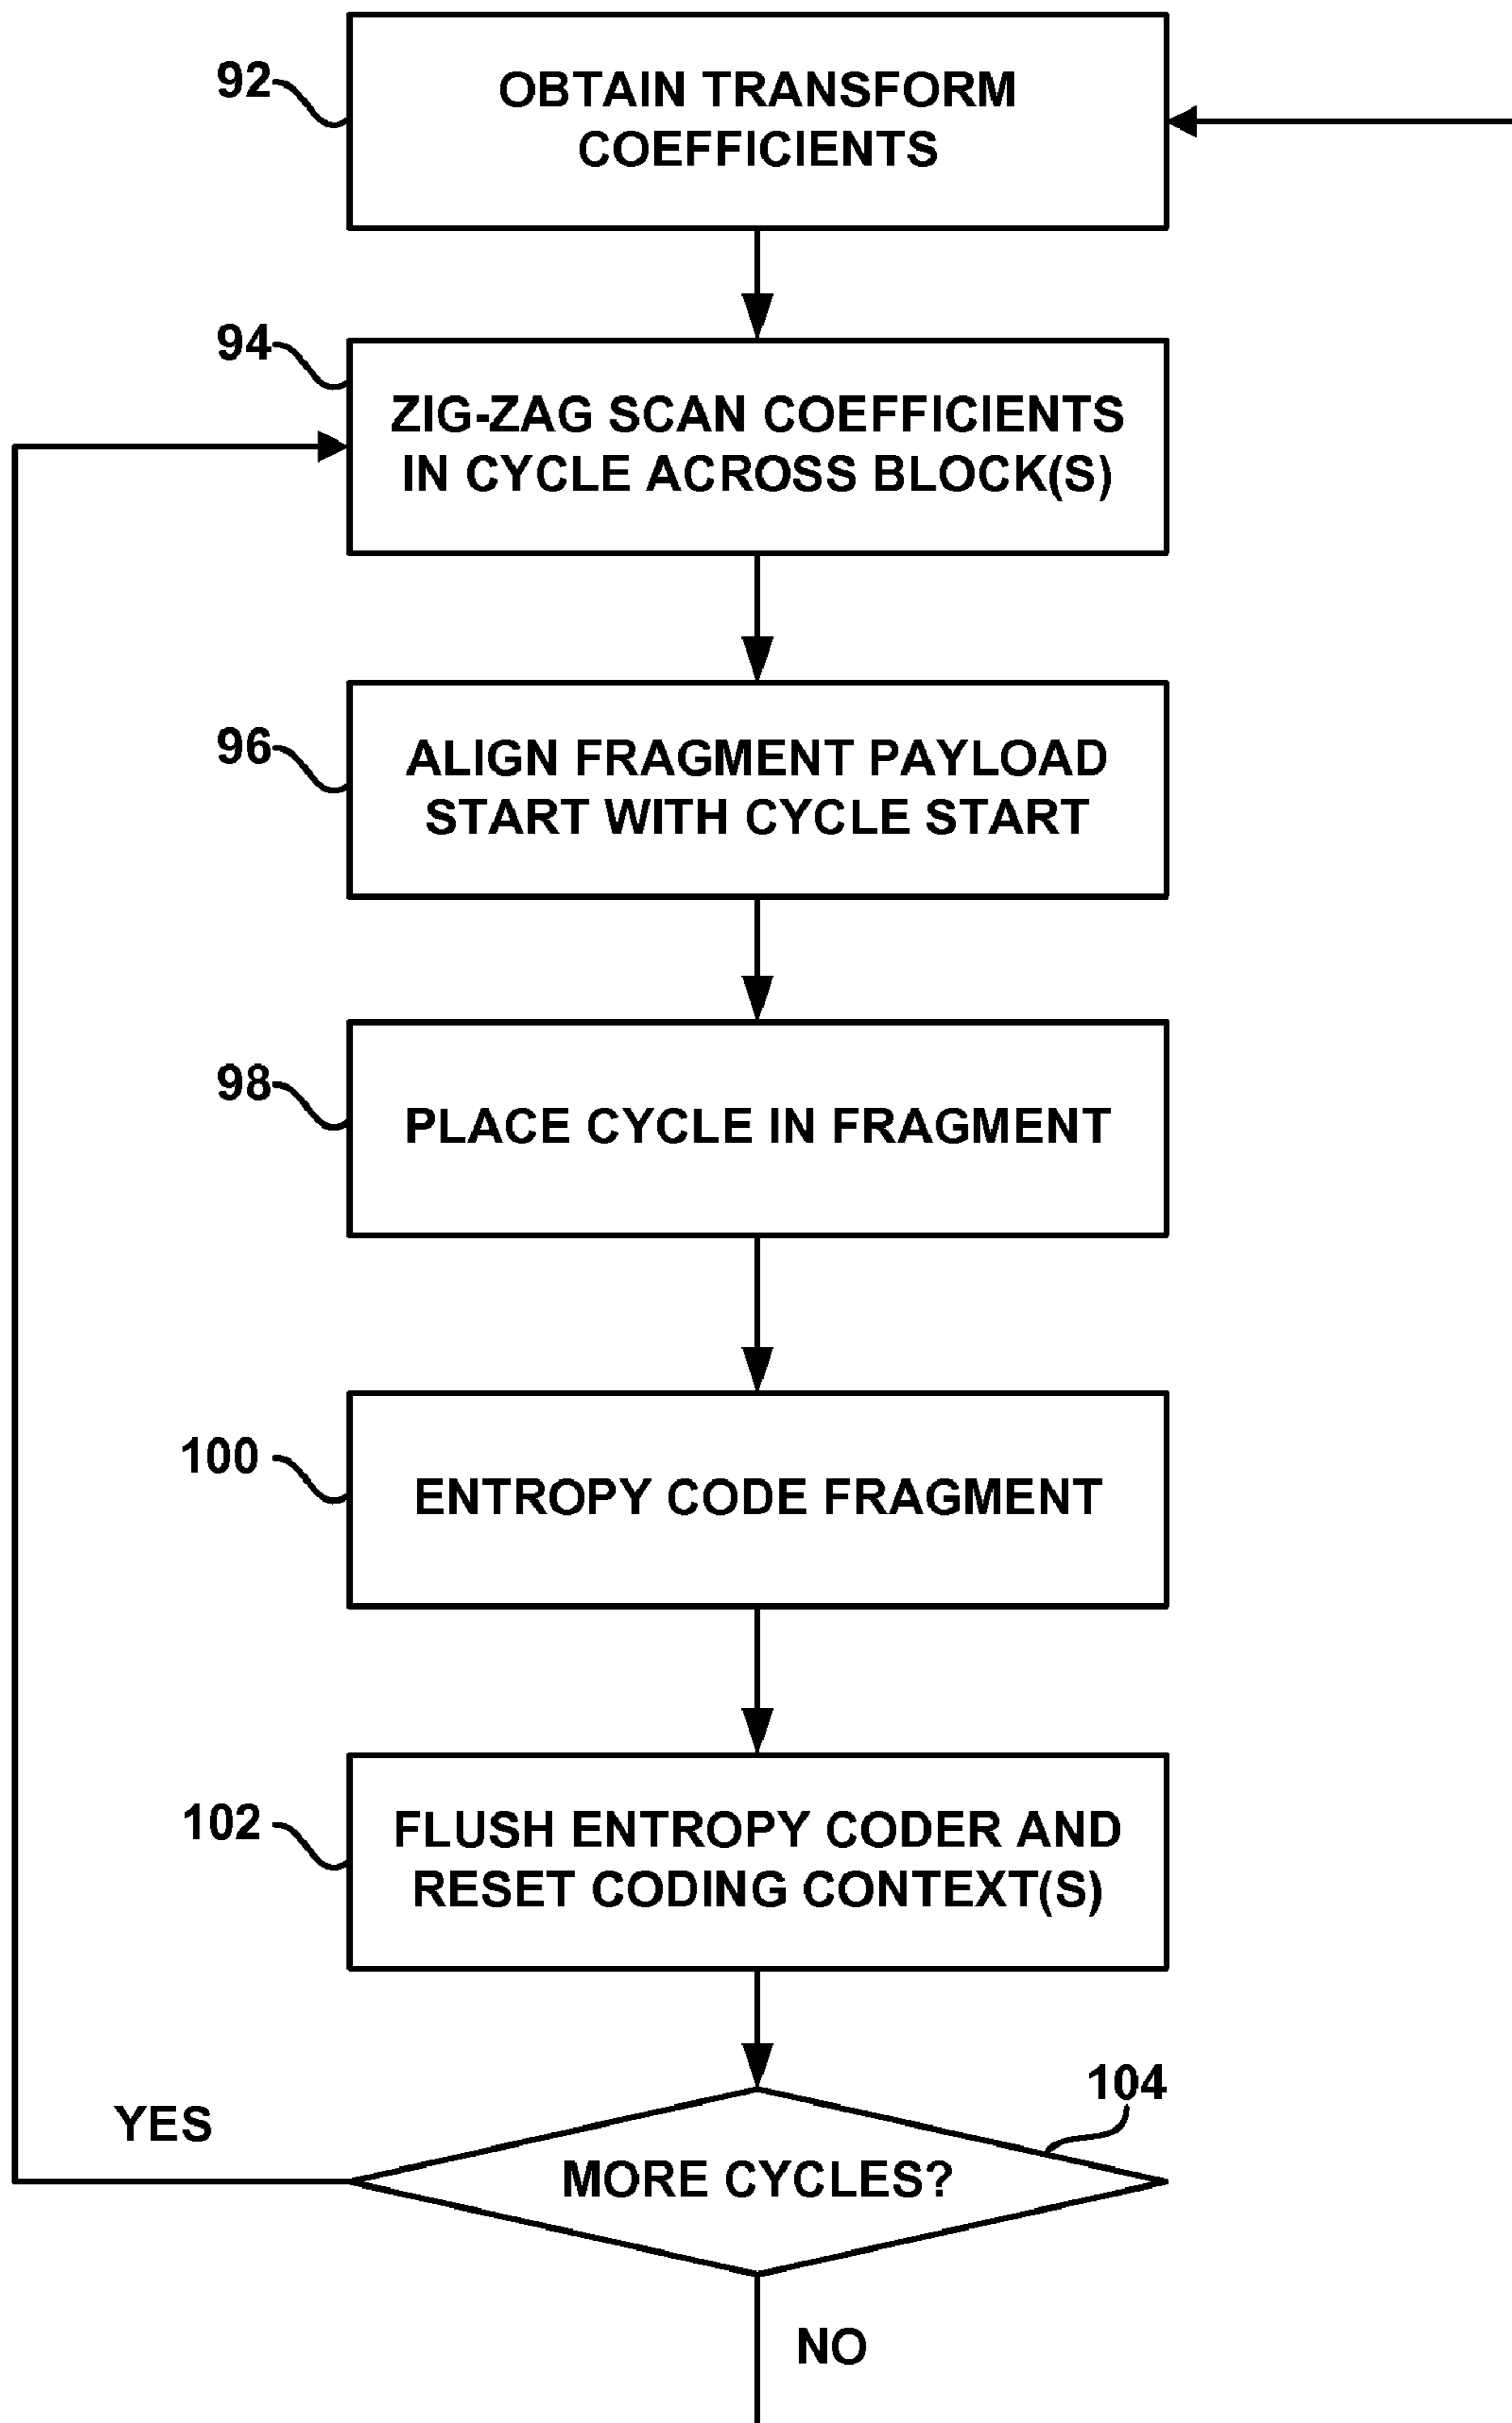 92
OBTAIN TRANSFORM
COEFFICIENTS
94
ZIG-ZAG SCAN COEFFICIENTS
IN CYCLE ACROSS BLOCK(S)
96
ALIGN FRAGMENT PAYLOAD
START WITH CYCLE START
98
PLACE CYCLE IN FRAGMENT
100
ENTROPY CODE FRAGMENT
102
FLUSH ENTROPY CODER AND
RESET CODING CONTEXT(S)
104
YES
MORE CYCLES?
NO